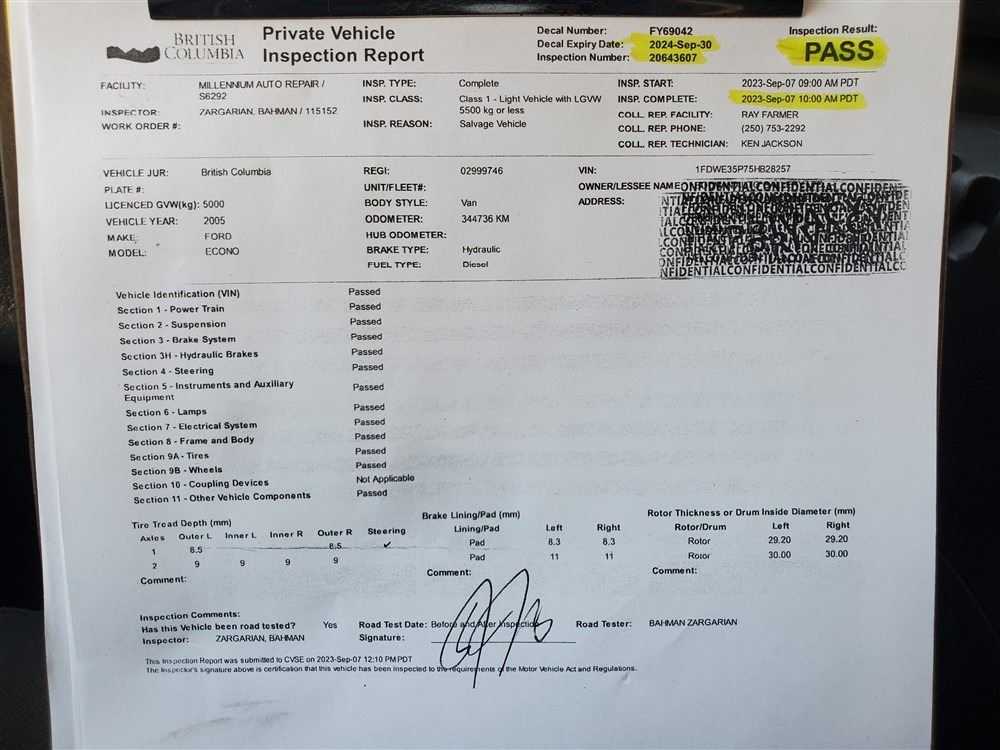 BRITISH
COLUMBIA
Private Vehicle
Inspection Report
Decal Number: FY69042
Decal Expiry Date: 2024-Sep-30
Inspection Number: 20643607
Inspection Result:
PASS
FACILITY: MILLENNIUM AUTO REPAIR /
S6292
INSPECTOR: ZARGARIAN, BAHMAN / 115152
WORK ORDER #:
INSP. TYPE: Complete
INSP. CLASS: Class 1 - Light Vehicle with LGVW
5500 kg or less
INSP. REASON: Salvage Vehicle
INSP. START: 2023-Sep-07 09:00 AM PDT
INSP. COMPLETE: 2023-Sep-07 10:00 AM PDT
COLL. REP. FACILITY: RAY FARMER
COLL. REP. PHONE: (250) 753-2292
COLL. REP. TECHNICIAN: KEN JACKSON
VEHICLE JUR: British Columbia
PLATE #:
LICENCED GVW(kg): 5000
VEHICLE YEAR: 2005
MAKE: FORD
MODEL: ECONO
REGI: 02999746
UNIT/FLEET#:
BODY STYLE: Van
ODOMETER: 344736 KM
HUB ODOMETER:
BRAKE TYPE: Hydraulic
FUEL TYPE: Diesel
VIN: 1FDWE35P75HB28257
OWNER/LESSEE NAME
ADDRESS:
Vehicle Identification (VIN) Passed
Section 1 - Power Train Passed
Section 2 - Suspension Passed
Section 3 - Brake System Passed
Section 3H - Hydraulic Brakes Passed
Section 4 - Steering Passed
Section 5 - Instruments and Auxiliary
Equipment Passed
Section 6 - Lamps Passed
Section 7 - Electrical System Passed
Section 8 - Frame and Body Passed
Section 9A - Tires Passed
Section 9B - Wheels Passed
Section 10 - Coupling Devices Not Applicable
Section 11 - Other Vehicle Components Passed
Tire Tread Depth (mm)
Axles Outer L Inner L Inner R Outer R Steering
1 8.5 8.5 ✓
2 9 9 9 9
Comment:
Brake Lining/Pad (mm)
Lining/Pad Left Right
Pad 8.3 8.3
Pad 11 11
Comment:
Rotor Thickness or Drum Inside Diameter (mm)
Rotor/Drum Left Right
Rotor 29.20 29.20
Rotor 30.00 30.00
Comment:
Inspection Comments:
Has this Vehicle been road tested? Yes Road Test Date: Before and After Inspection Road Tester: BAHMAN ZARGARIAN
Inspector: ZARGARIAN, BAHMAN Signature:
This Inspection Report was submitted to CVSE on 2023-Sep-07 12:10 PM PDT
The Inspector's signature above is certification that this vehicle has been inspected to the requirements of the Motor Vehicle Act and Regulations.